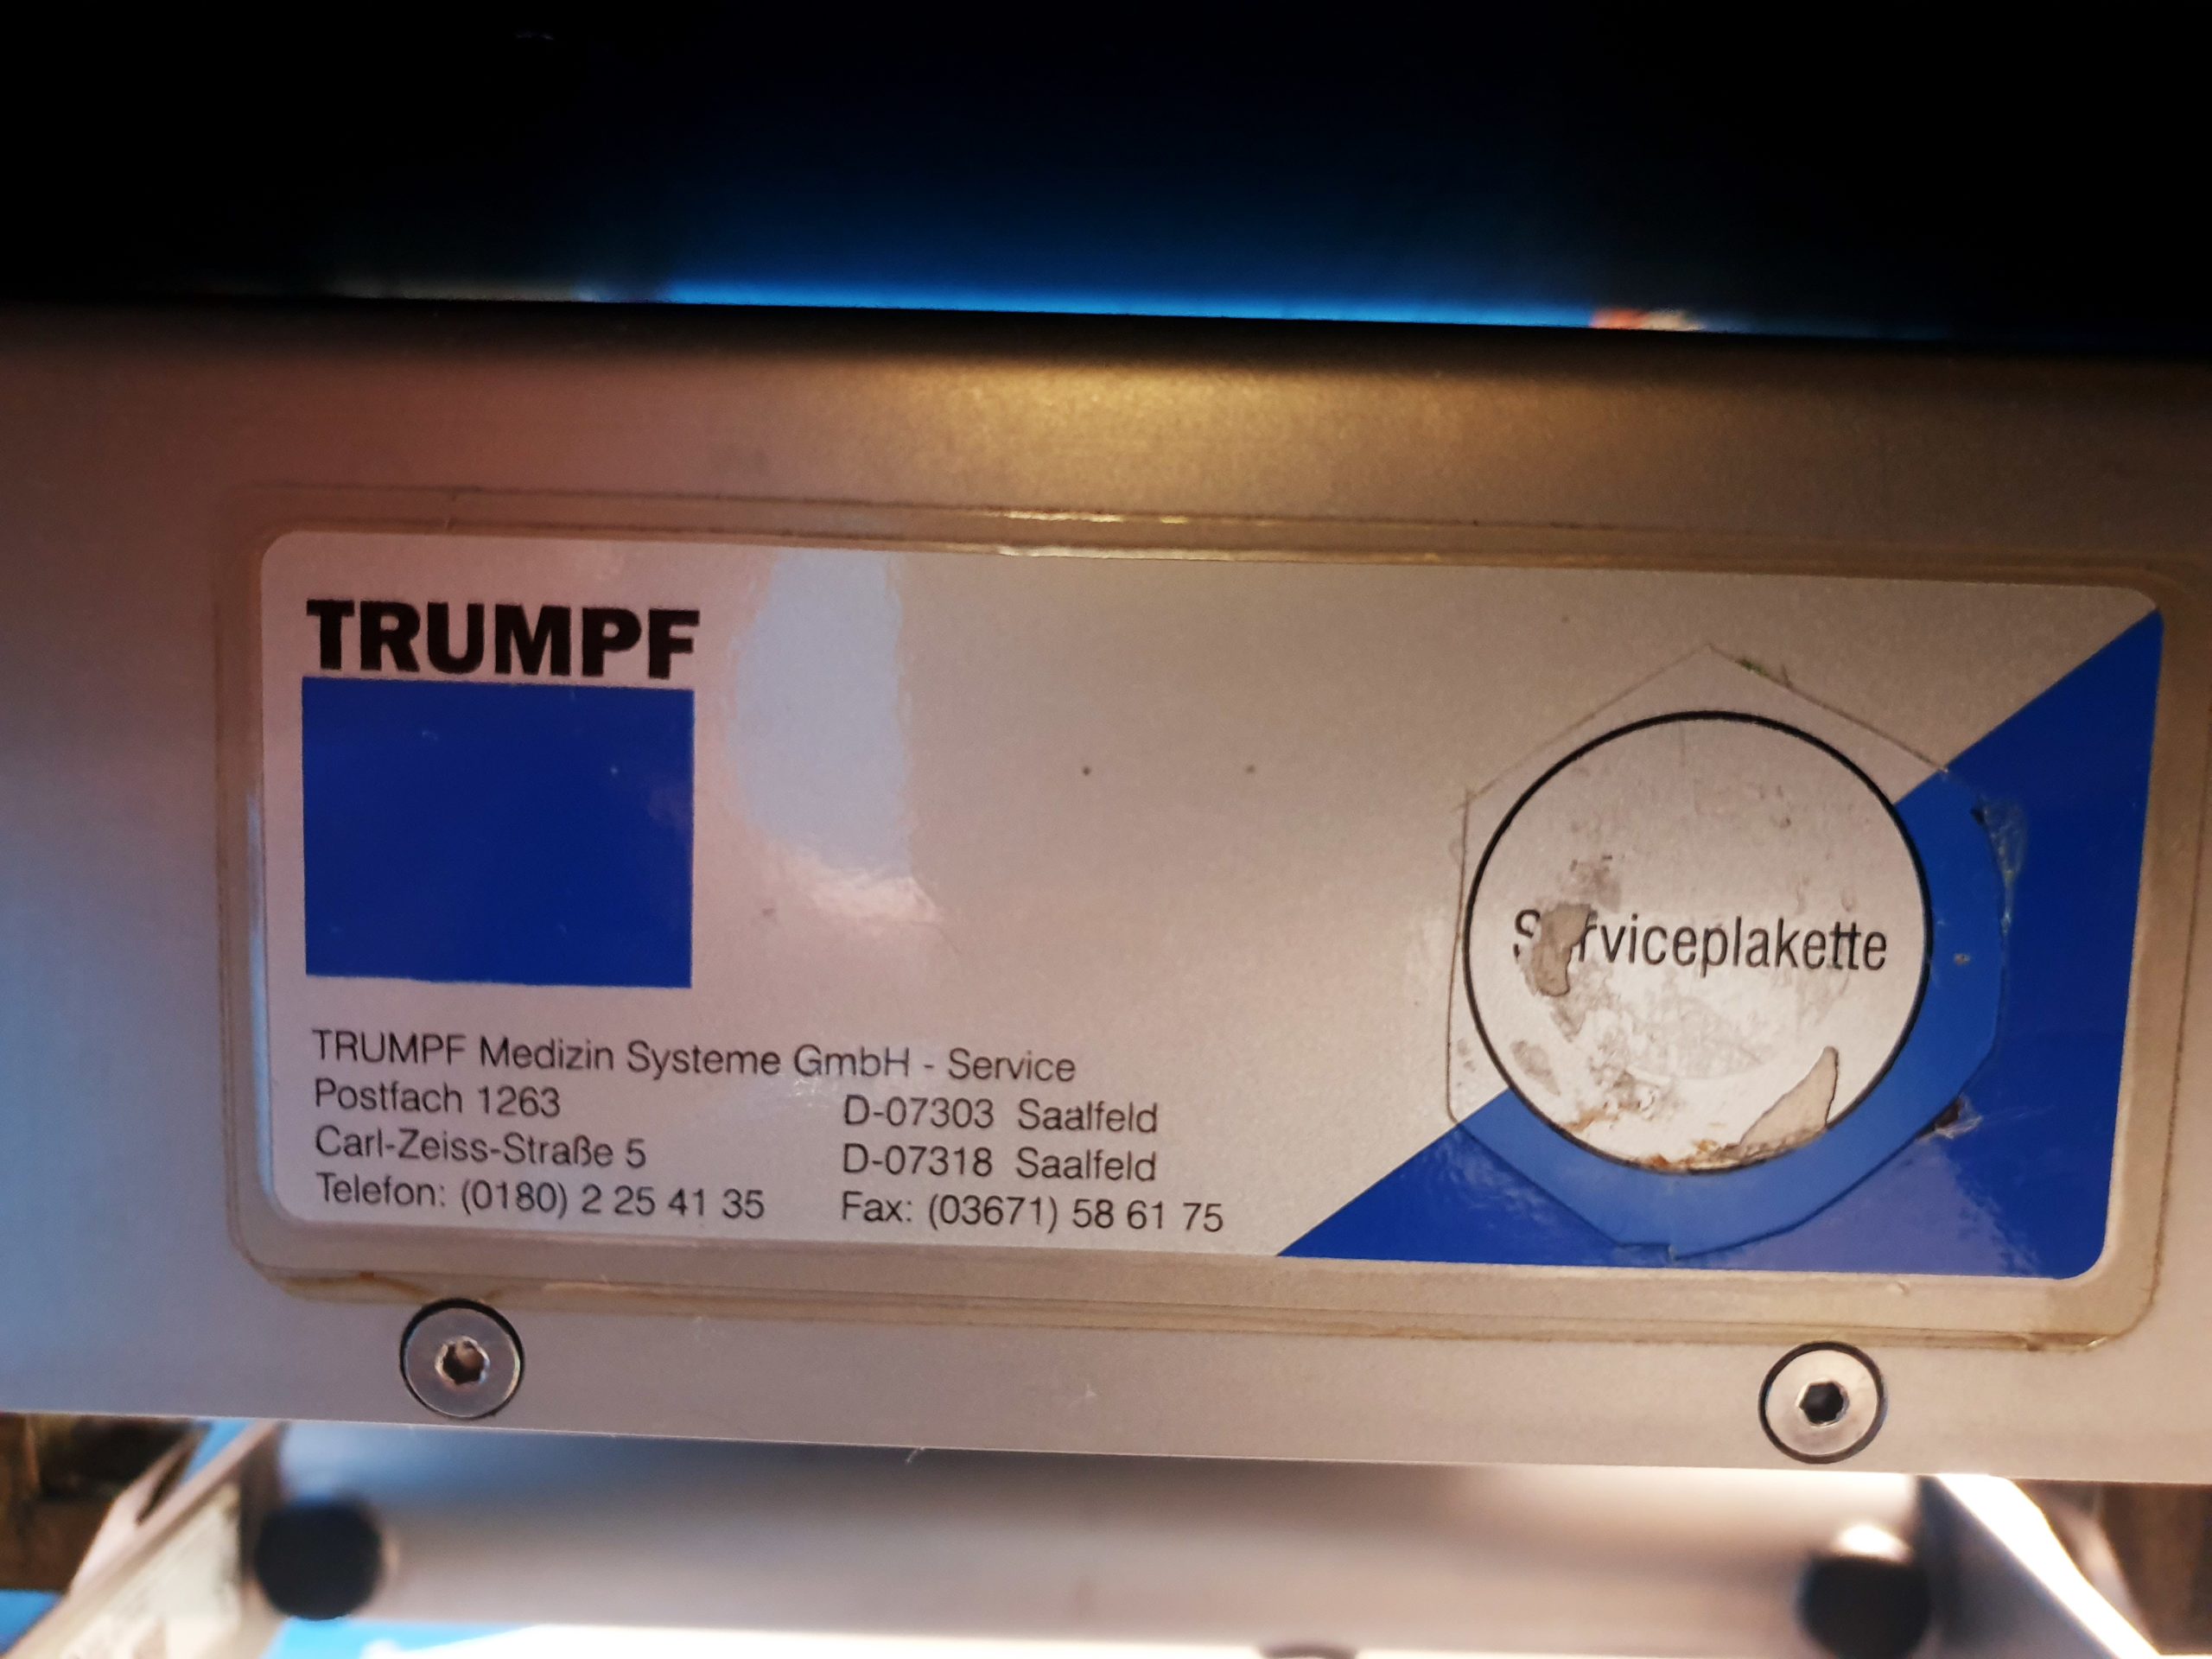 TRUMPF
TRUMPF Medizin Systeme GmbH - Service
Postfach 1263 D-07303 Saalfeld
Carl-Zeiss-Straße 5 D-07318 Saalfeld
Telefon: (0180) 2 25 41 35 Fax: (03671) 58 61 75
Serviceplakette